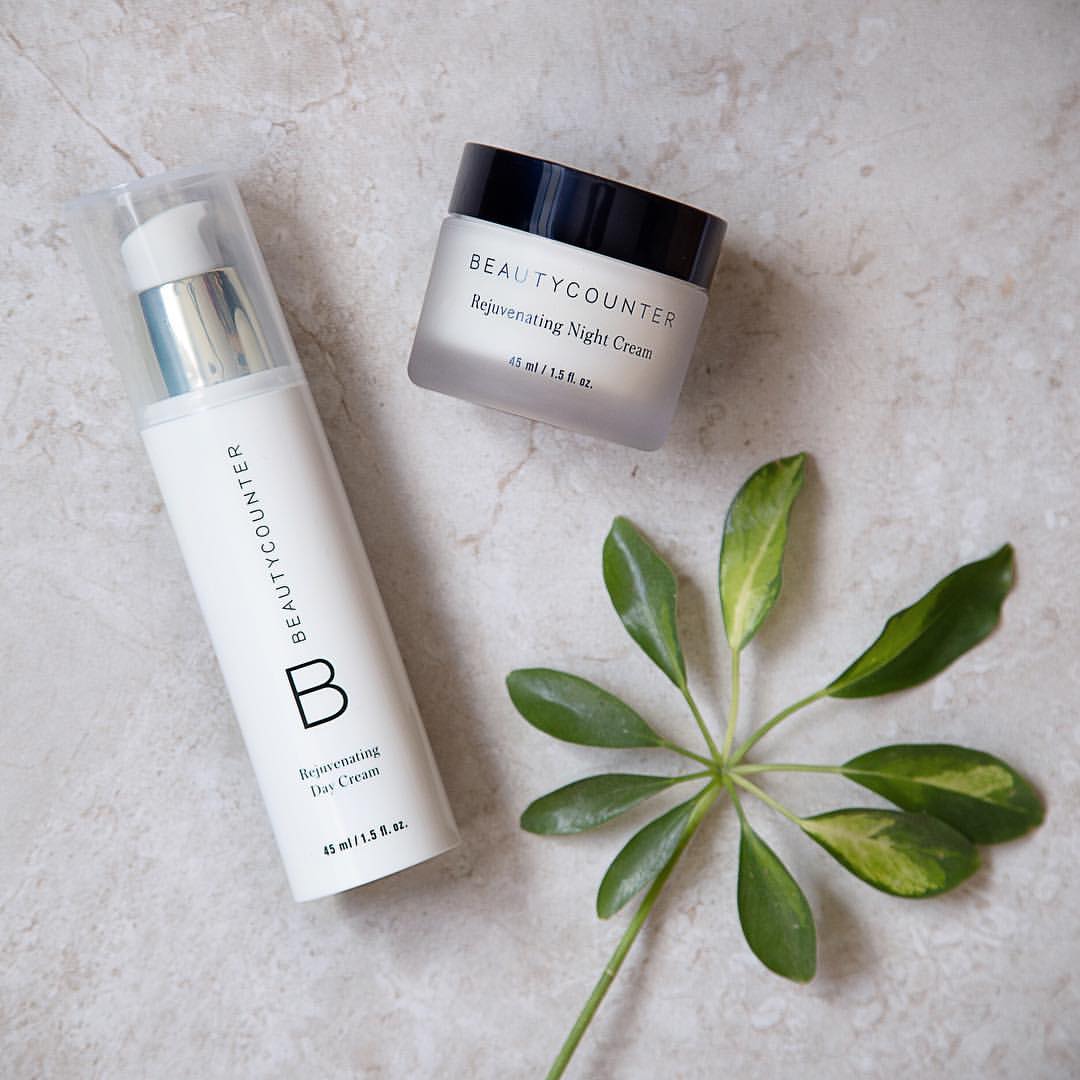 BEAUTYCOUNTER
B
Rejuvenating
Day Cream
45 ml / 1.5 fl. oz.
BEAUTYCOUNTER
Rejuvenating Night Cream
45 ml / 1.5 fl. oz.